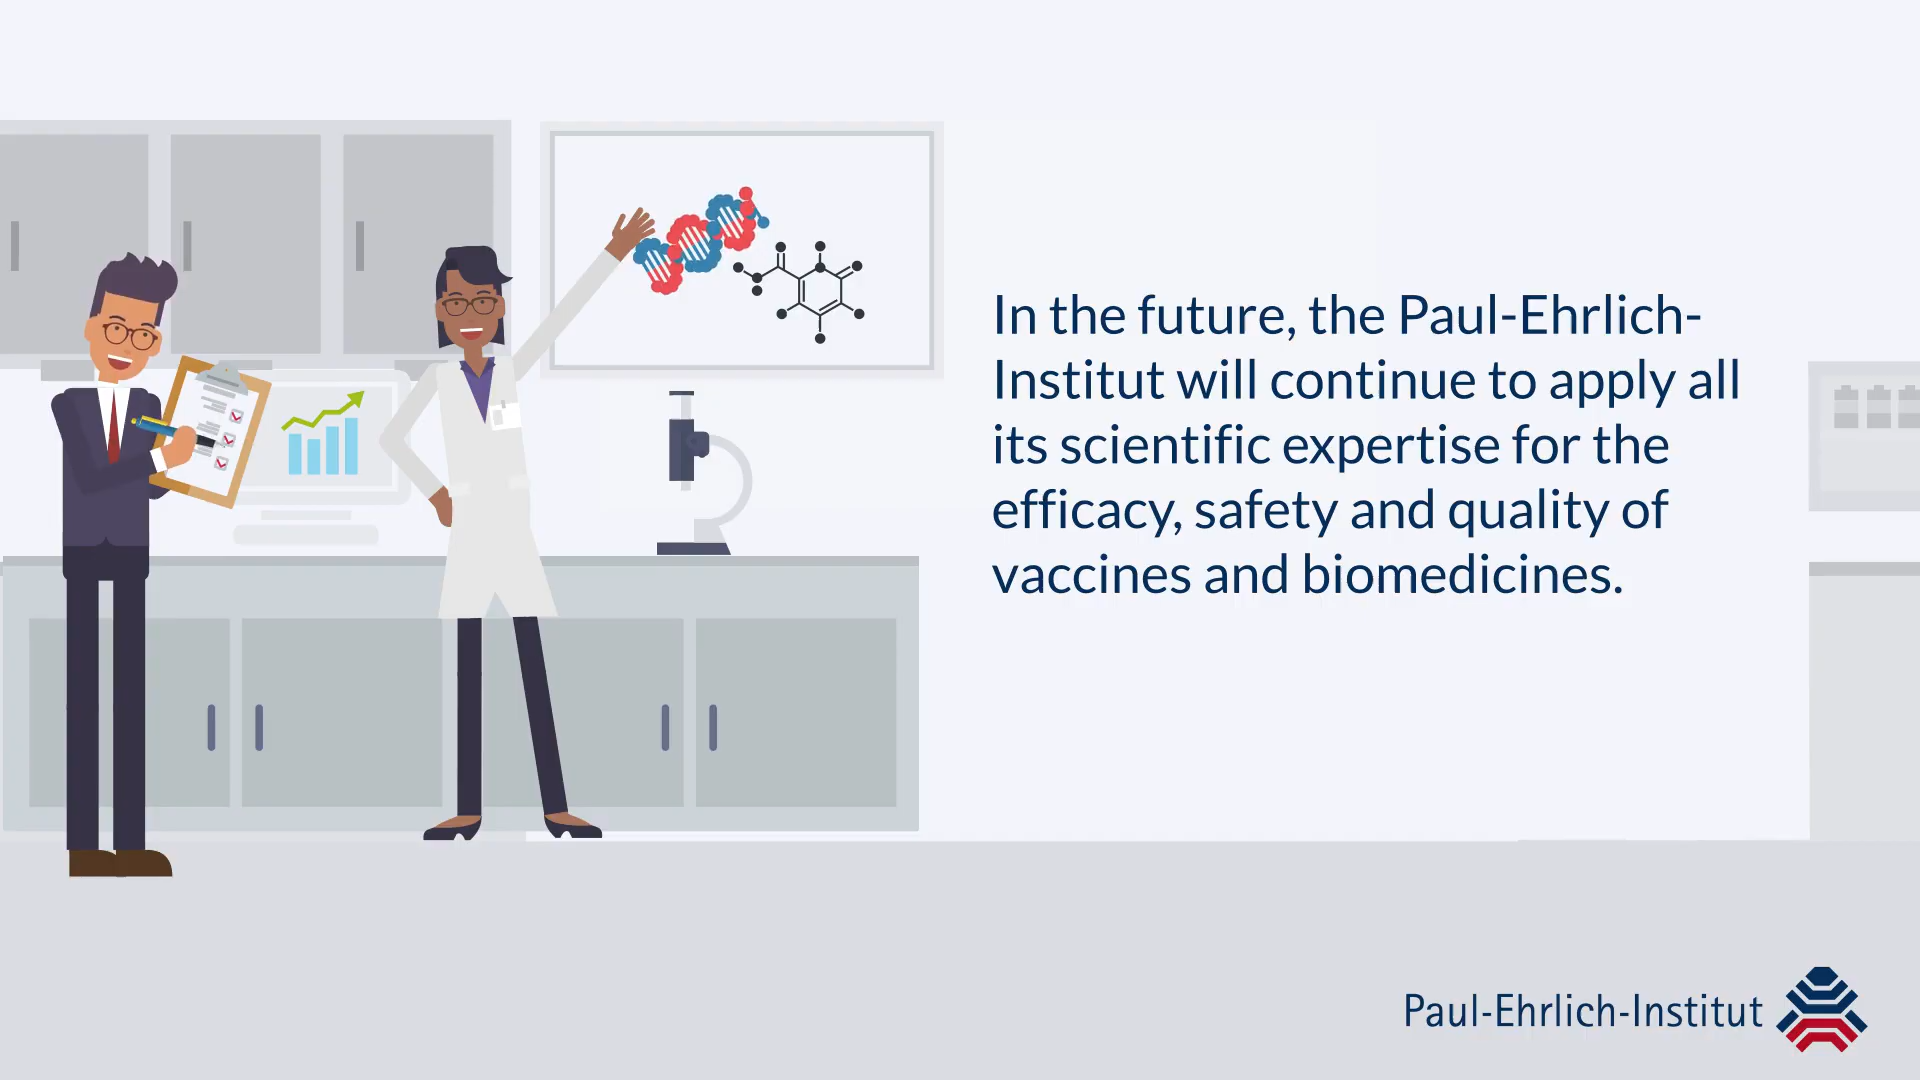 In the future, the Paul-Ehrlich-
Institut will continue to apply all
its scientific expertise for the
efficacy, safety and quality of
vaccines and biomedicines.
Paul-Ehrlich-Institut